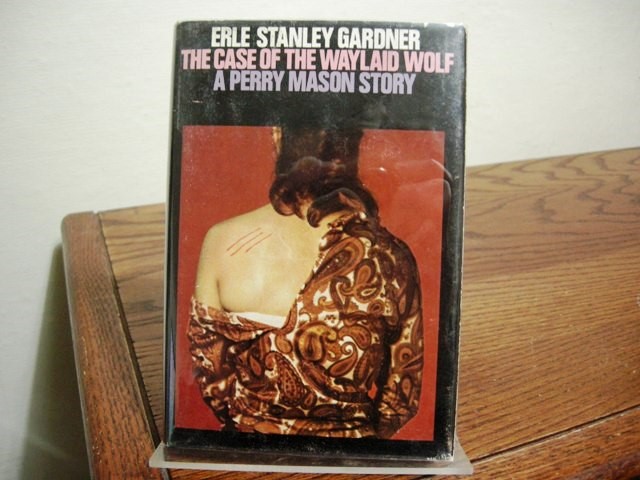 ERLE STANLEY GARDNER
THE CASE OF THE WAYLAID WOLF
A PERRY MASON STORY